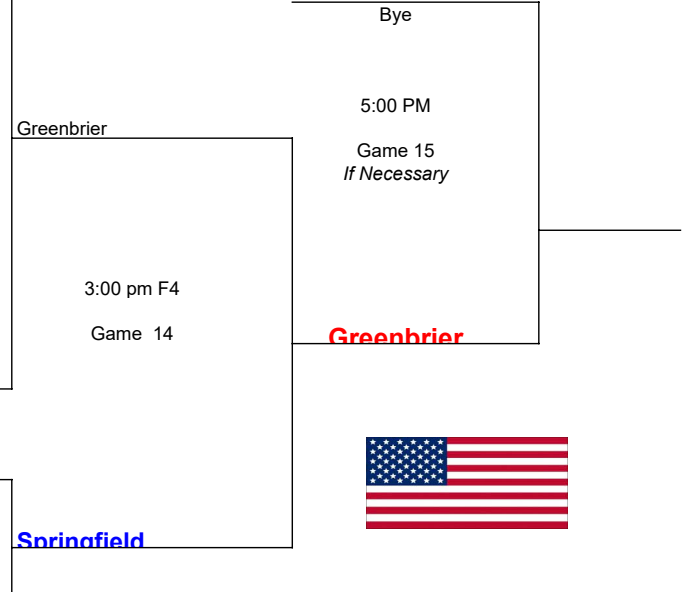 Bye
5:00 PM
Greenbrier
Game 15
If Necessary
3:00 pm F4
Game 14
Greenbrier
Springfield